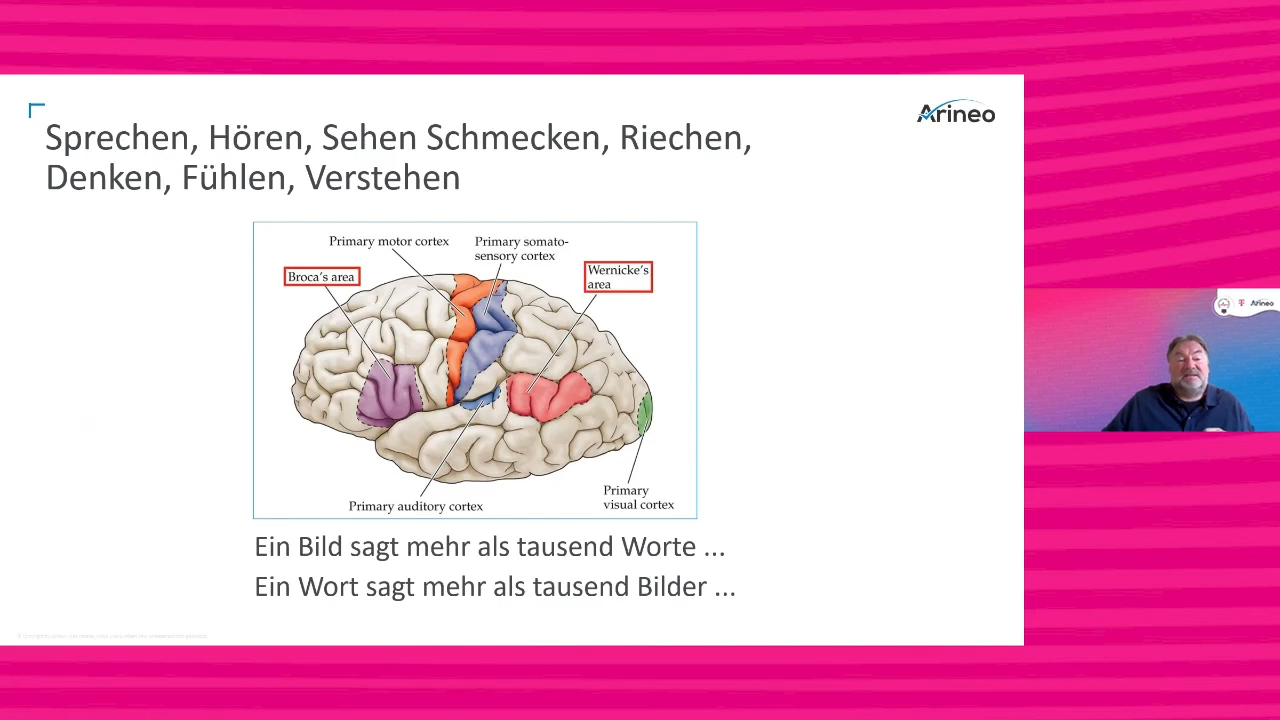 Arineo
Sprechen, Hören, Sehen Schmecken, Riechen,
Denken, Fühlen, Verstehen
Primary motor cortex
Primary somato-
sensory cortex
Broca's area
Wernicke's
area
Primary auditory cortex
Primary
visual cortex
Ein Bild sagt mehr als tausend Worte ...
Ein Wort sagt mehr als tausend Bilder ...
T Arineo